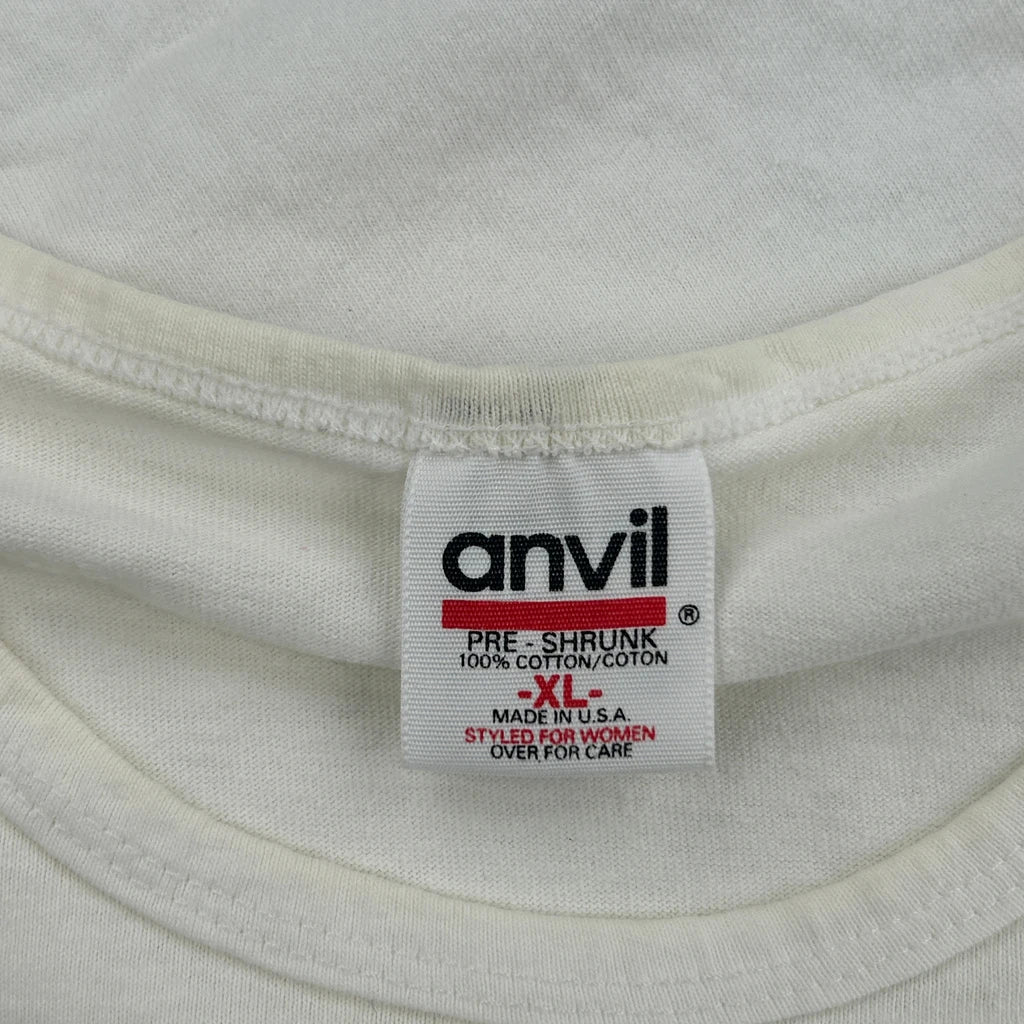 anvil
®
PRE - SHRUNK
100% COTTON/COTON
-XL-
MADE IN U.S.A.
STYLED FOR WOMEN
OVER FOR CARE